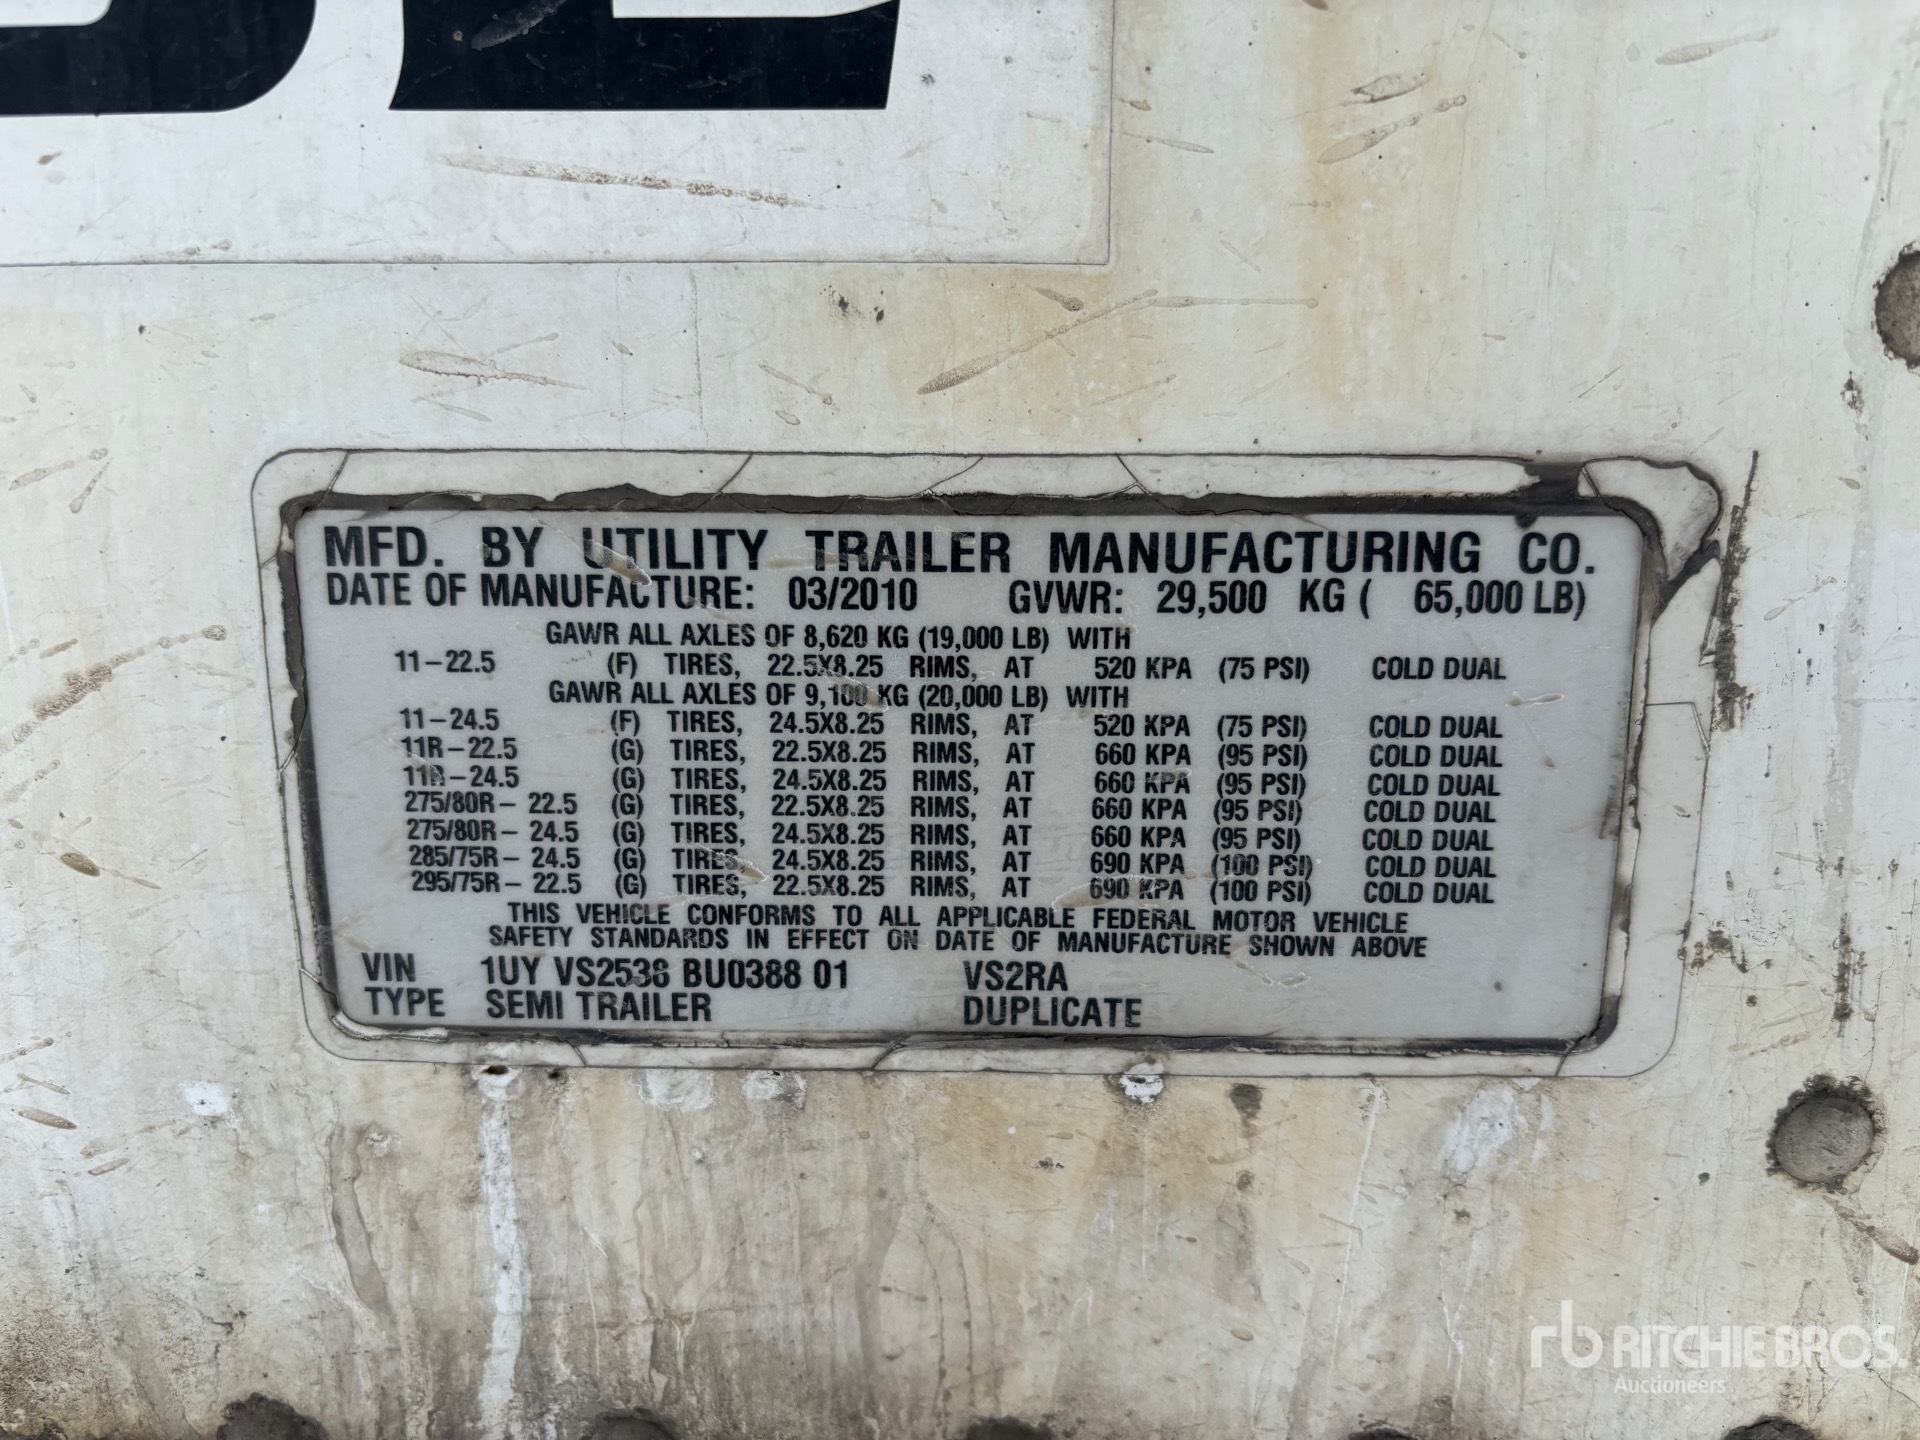 MFD. BY UTILITY TRAILER MANUFACTURING CO.
DATE OF MANUFACTURE: 03/2010 GVWR: 29,500 KG ( 65,000 LB)
GAWR ALL AXLES OF 8,620 KG (19,000 LB) WITH
11-22.5 (F) TIRES, 22.5X8.25 RIMS, AT 520 KPA (75 PSI) COLD DUAL
GAWR ALL AXLES OF 9,100 KG (20,000 LB) WITH
11-24.5 (F) TIRES, 24.5X8.25 RIMS, AT 520 KPA (75 PSI) COLD DUAL
11R-22.5 (G) TIRES, 22.5X8.25 RIMS, AT 660 KPA (95 PSI) COLD DUAL
11R-24.5 (G) TIRES, 24.5X8.25 RIMS, AT 660 KPA (95 PSI) COLD DUAL
275/80R- 22.5 (G) TIRES, 22.5X8.25 RIMS, AT 660 KPA (95 PSI) COLD DUAL
275/80R- 24.5 (G) TIRES, 24.5X8.25 RIMS, AT 660 KPA (95 PSI) COLD DUAL
285/75R- 24.5 (G) TIRES, 24.5X8.25 RIMS, AT 690 KPA (100 PSI) COLD DUAL
295/75R- 22.5 (G) TIRES, 22.5X8.25 RIMS, AT 690 KPA (100 PSI) COLD DUAL
THIS VEHICLE CONFORMS TO ALL APPLICABLE FEDERAL MOTOR VEHICLE
SAFETY STANDARDS IN EFFECT ON DATE OF MANUFACTURE SHOWN ABOVE
VIN 1UY VS2538 BU0388 01 VS2RA
TYPE SEMI TRAILER DUPLICATE
rb RITCHIE BROS.
Auctioneers